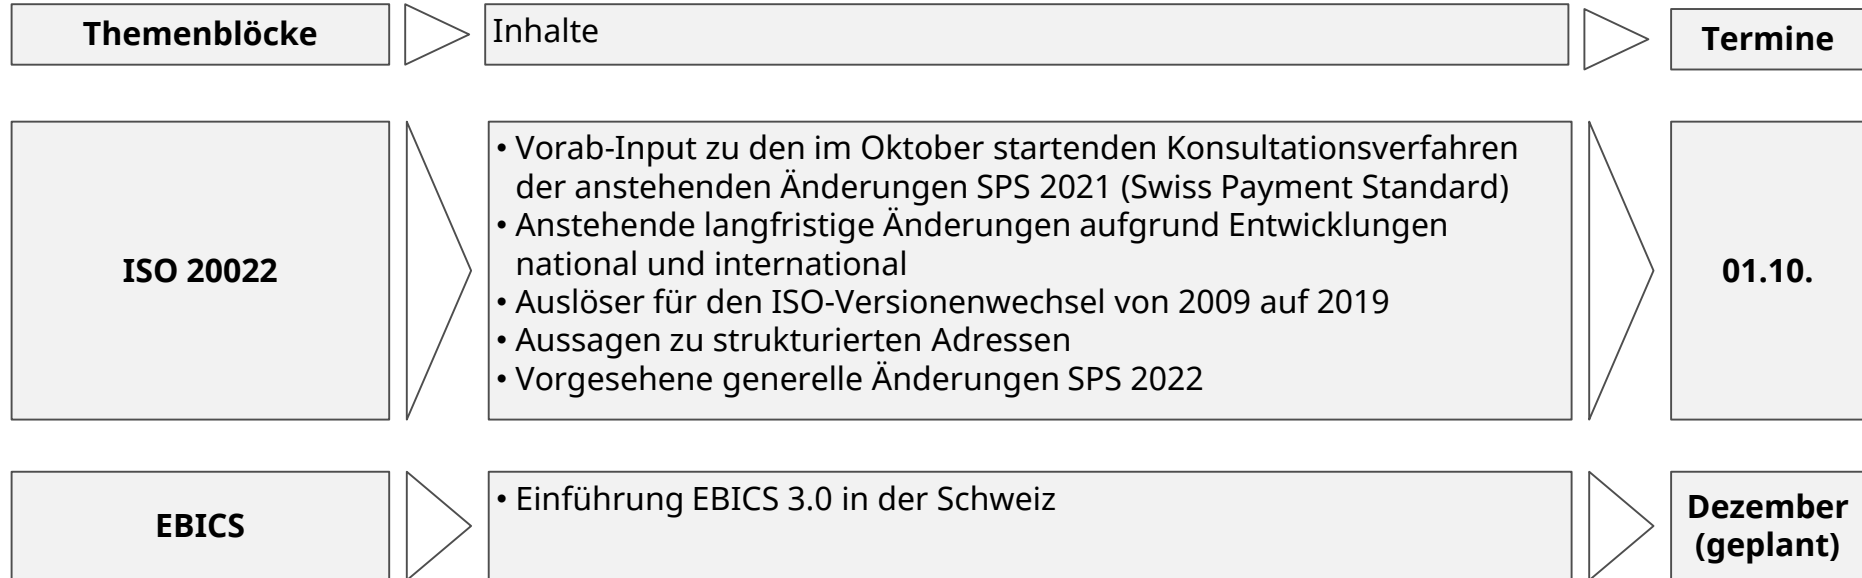 Themenblöcke
Inhalte
Termine
ISO 20022
• Vorab-Input zu den im Oktober startenden Konsultationsverfahren
der anstehenden Änderungen SPS 2021 (Swiss Payment Standard)
• Anstehende langfristige Änderungen aufgrund Entwicklungen
national und international
• Auslöser für den ISO-Versionenwechsel von 2009 auf 2019
• Aussagen zu strukturierten Adressen
• Vorgesehene generelle Änderungen SPS 2022
01.10.
EBICS
• Einführung EBICS 3.0 in der Schweiz
Dezember
(geplant)